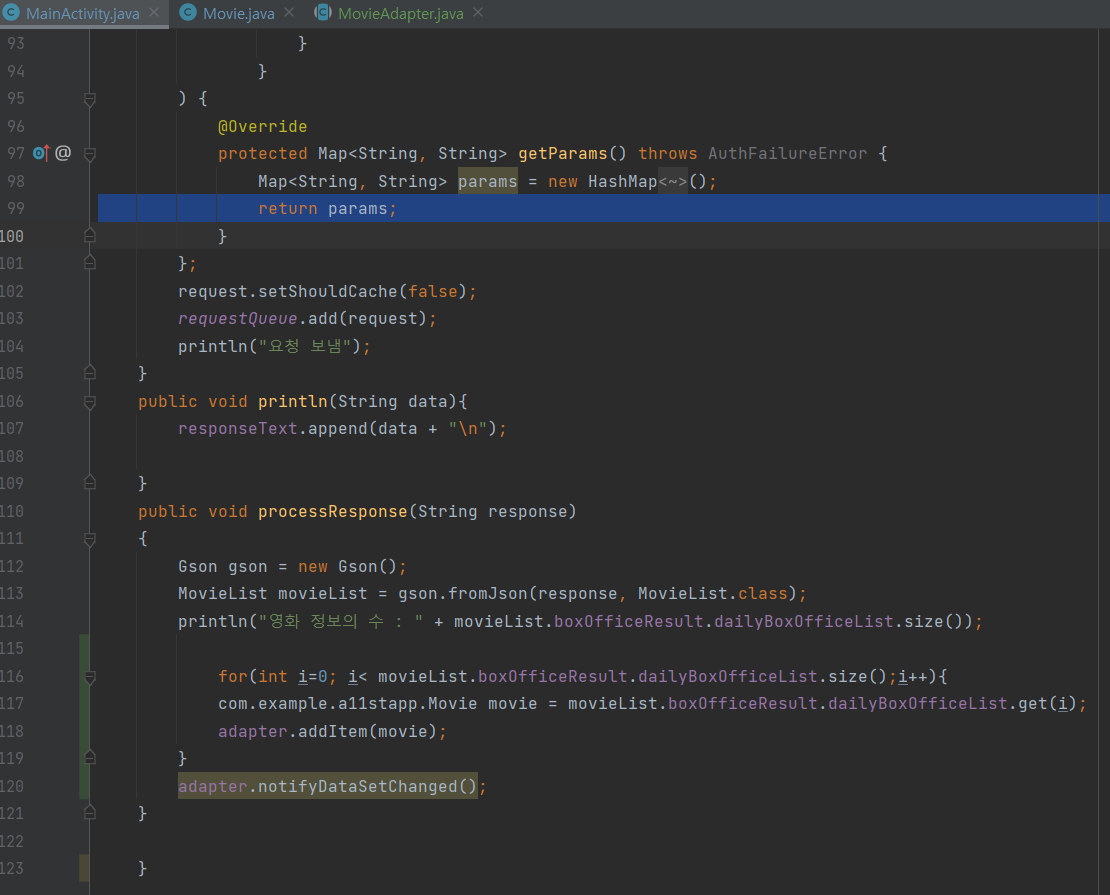 MainActivity.java Movie.java MovieAdapter.java
93 }
94 }
95 ) {
96 @Override
97 protected Map<String, String> getParams() throws AuthFailureError {
98 Map<String, String> params = new HashMap<~>();
99 return params;
100 }
101 };
102 request.setShouldCache(false);
103 requestQueue.add(request);
104 println("요청 보냄");
105 }
106 public void println(String data){
107 responseText.append(data + "\n");
108
109 }
110 public void processResponse(String response)
111 {
112 Gson gson = new Gson();
113 MovieList movieList = gson.fromJson(response, MovieList.class);
114 println("영화 정보의 수 : " + movieList.boxOfficeResult.dailyBoxOfficeList.size());
115
116 for(int i=0; i< movieList.boxOfficeResult.dailyBoxOfficeList.size();i++){
117 com.example.a11stapp.Movie movie = movieList.boxOfficeResult.dailyBoxOfficeList.get(i);
118 adapter.addItem(movie);
119 }
120 adapter.notifyDataSetChanged();
121 }
122
123 }